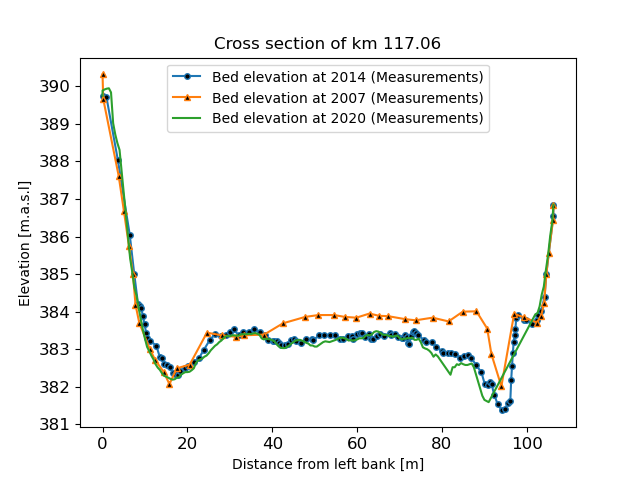 Cross section of km 117.06
Bed elevation at 2014 (Measurements)
Bed elevation at 2007 (Measurements)
Bed elevation at 2020 (Measurements)
Elevation [m.a.s.l]
390
389
388
387
386
385
384
383
382
381
0 20 40 60 80 100
Distance from left bank [m]